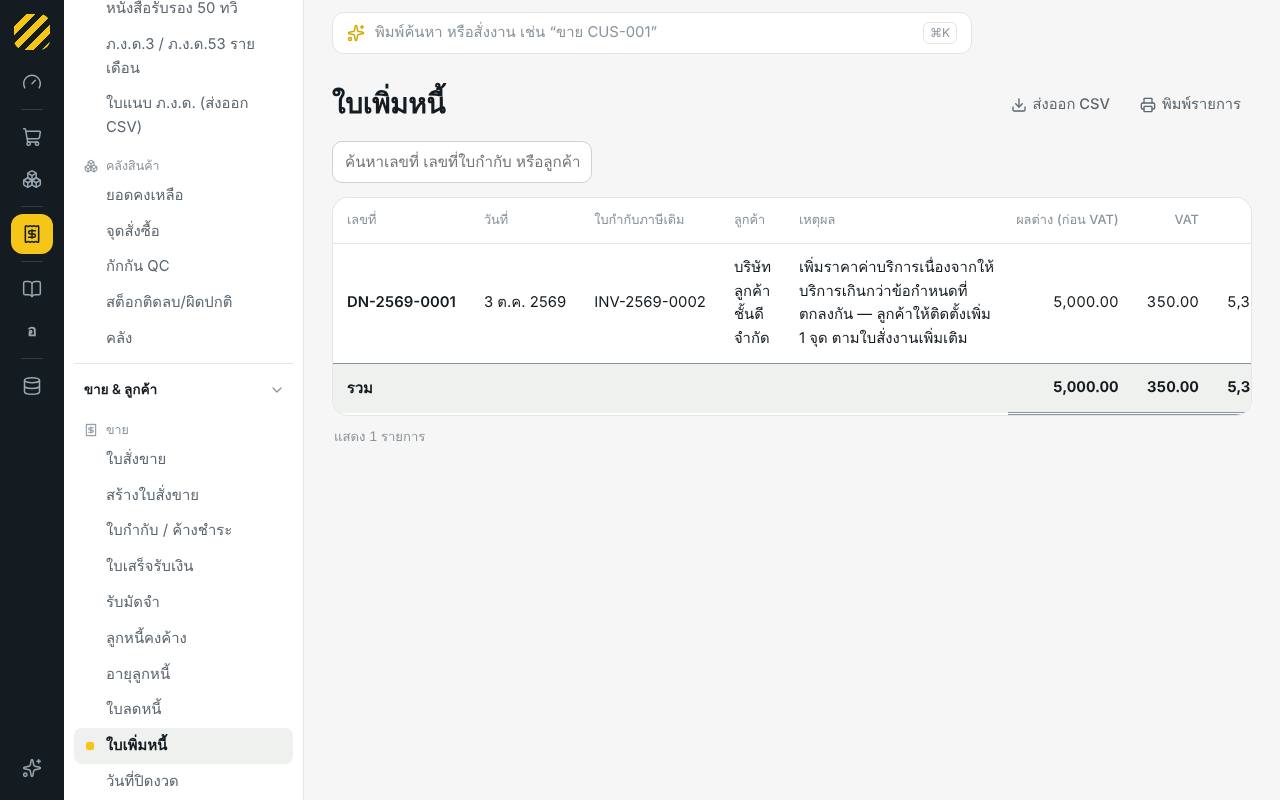 หนังสือรับรอง 50 ทวิ
ภ.ง.ด.3 / ภ.ง.ด.53 ราย
เดือน
ใบแนบ ภ.ง.ด. (ส่งออก
CSV)
คลังสินค้า
ยอดคงเหลือ
จุดสั่งซื้อ
กักกัน QC
สต็อกติดลบ/ผิดปกติ
คลัง
อ
ขาย & ลูกค้า
ขาย
ใบสั่งขาย
สร้างใบสั่งขาย
ใบกำกับ / ค้างชำระ
ใบเสร็จรับเงิน
รับมัดจำ
ลูกหนี้คงค้าง
อายุลูกหนี้
ใบลดหนี้
ใบเพิ่มหนี้
วันที่ปิดงวด
พิมพ์ค้นหา หรือสั่งงาน เช่น “ขาย CUS-001” ⌘K
ใบเพิ่มหนี้
ส่งออก CSV พิมพ์รายการ
ค้นหาเลขที่ เลขที่ใบกำกับ หรือลูกค้า
เลขที่ วันที่ ใบกำกับภาษีเดิม ลูกค้า เหตุผล ผลต่าง (ก่อน VAT) VAT
DN-2569-0001 3 ต.ค. 2569 INV-2569-0002
บริษัท
ลูกค้า
ชั้นดี
จำกัด
เพิ่มราคาค่าบริการเนื่องจากให้
บริการเกินกว่าข้อกำหนดที่
ตกลงกัน — ลูกค้าให้ติดตั้งเพิ่ม
1 จุด ตามใบสั่งงานเพิ่มเติม
5,000.00 350.00 5,3
รวม 5,000.00 350.00 5,3
แสดง 1 รายการ